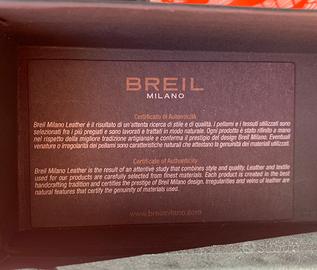 BREIL
MILANO
Certificato di Autenticità
Breil Milano Leather è il risultato di un'attenta ricerca di stile e di qualità. I pellami e i tessuti utilizzati sono
selezionati fra i più pregiati e sono lavorati e trattati in modo naturale. Ogni prodotto è stato rifinito a mano
nel rispetto della migliore tradizione artigianale e conferma il prestigio del design Breil Milano. Eventuali
venature o irregolarità dei pellami sono caratteristiche naturali che attestano la genuinità dei materiali utilizzati.
Certificate of Authenticity
Breil Milano Leather is the result of an attentive study that combines style and quality. Leather and textile
used for our products are carefully selected from finest materials. Each product is created in the best
handcrafting tradition and certifies the prestige of Breil Milano design. Irregularities and veins of leather are
natural features that certify the genuinity of materials used.
www.breilmilano.com